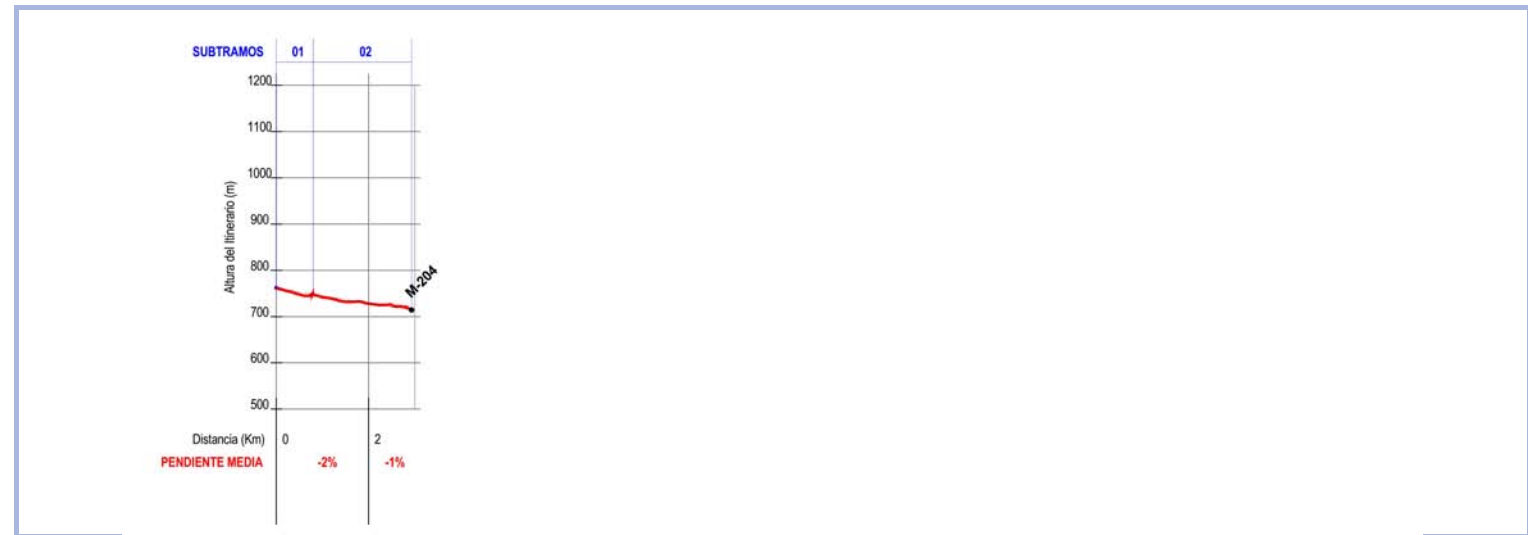 SUBTRAMOS 01 02
1200
1100
1000
900
800
700
600
500
Altura del Itinerario (m)
M-204
Distancia (Km) 0 2
PENDIENTE MEDIA -2% -1%